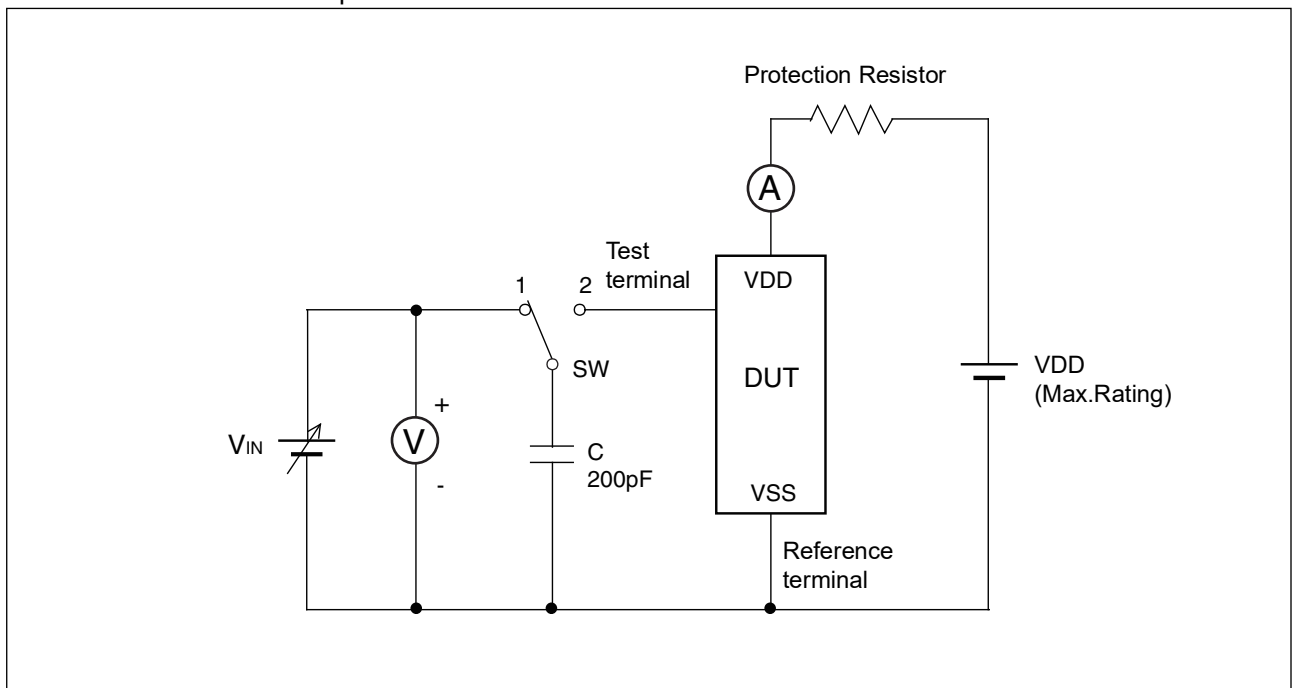 Protection Resistor
A
Test
terminal
1
2
VDD
SW
DUT
VDD
(Max.Rating)
+
VIN
V
C
200pF
-
VSS
Reference
terminal